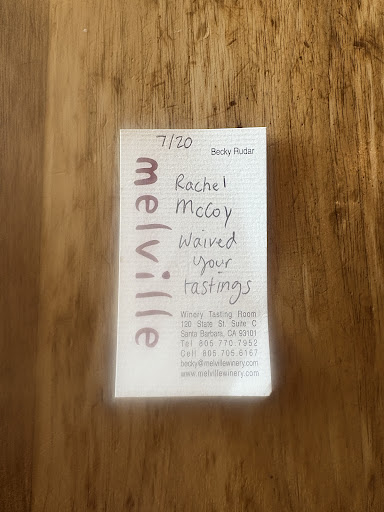 7/20
Becky Rudar
melville
Rachel
McCoy
Waived
your
tastings
Winery Tasting Room
120 State St. Suite C
Santa Barbara, CA 93101
Tel 805.770.7952
Cell 805.705.6167
becky@melvillewinery.com
www.melvillewinery.com